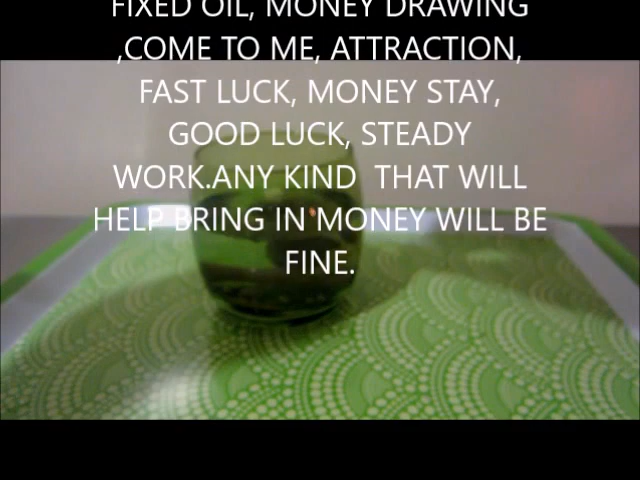 FIXED OIL, MONEY DRAWING
,COME TO ME, ATTRACTION,
FAST LUCK, MONEY STAY,
GOOD LUCK, STEADY
WORK.ANY KIND  THAT WILL
HELP BRING IN MONEY WILL BE
FINE.